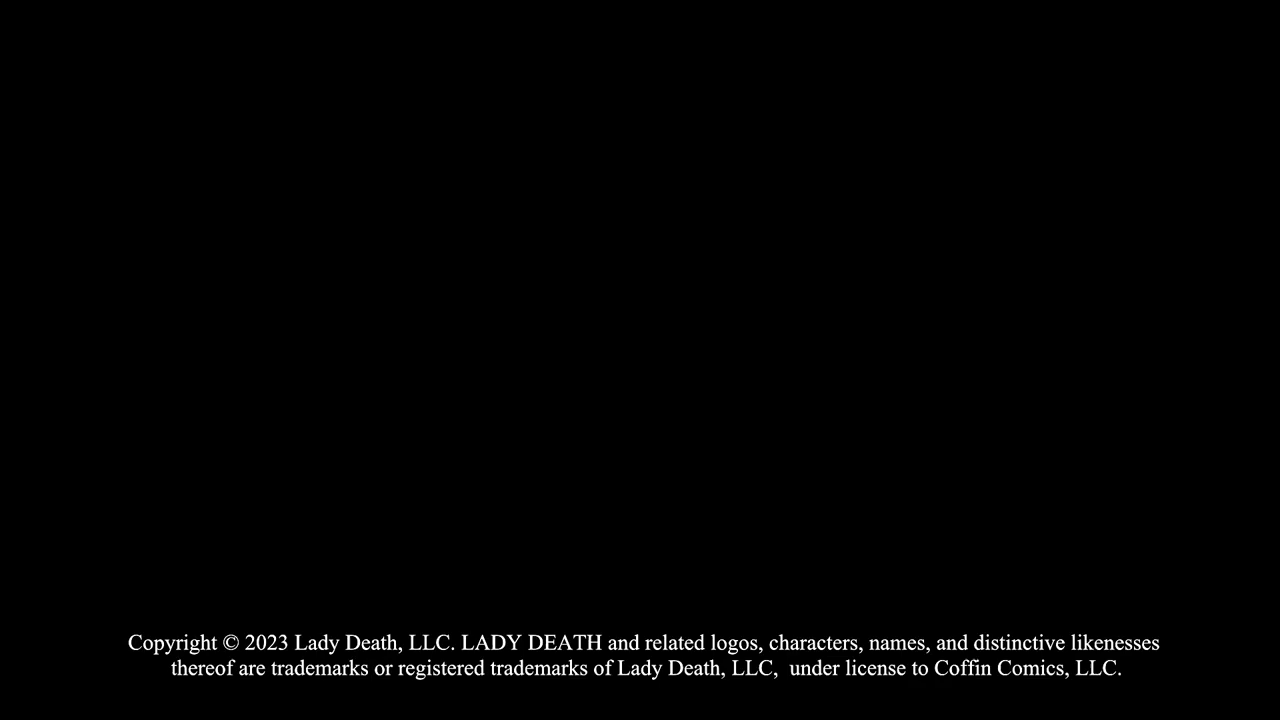 Copyright © 2023 Lady Death, LLC. LADY DEATH and related logos, characters, names, and distinctive likenesses
thereof are trademarks or registered trademarks of Lady Death, LLC,  under license to Coffin Comics, LLC.